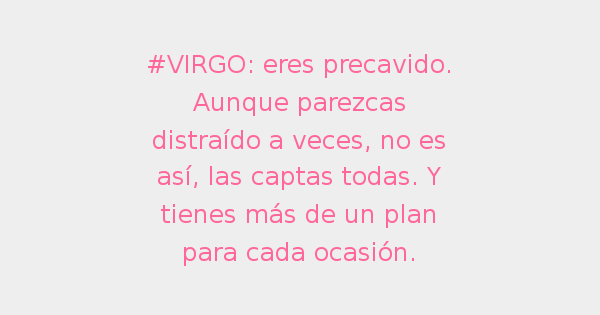 #VIRGO: eres precavido.
Aunque parezcas
distraído a veces, no es
así, las captas todas. Y
tienes más de un plan
para cada ocasión.